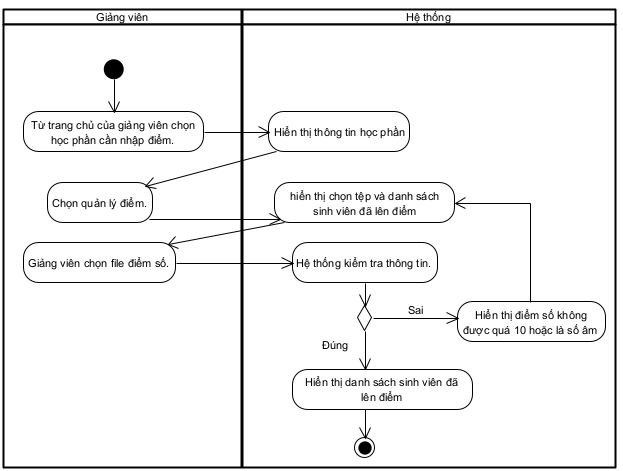 Giảng viên
Hệ thống
Từ trang chủ của giảng viên chọn
học phần cần nhập điểm.
Hiển thị thông tin học phần
Chọn quản lý điểm.
hiển thị chọn tệp và danh sách
sinh viên đã lên điểm
Giảng viên chọn file điểm số.
Hệ thống kiểm tra thông tin.
Sai
Hiển thị điểm số không
được quá 10 hoặc là số âm
Đúng
Hiển thị danh sách sinh viên đã
lên điểm